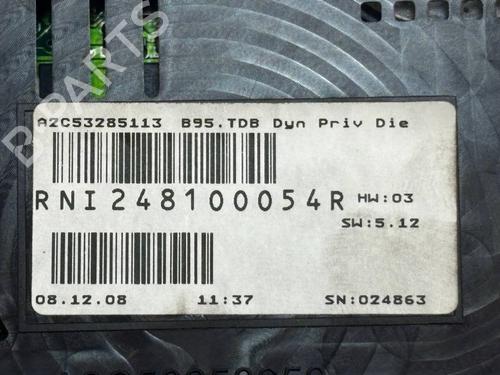 B-PARTS
A2C53285113 B95.TDB Dyn Priv Die
RNI248100054R HW:03
SW:5.12
08.12.08 11:37 SN:024863